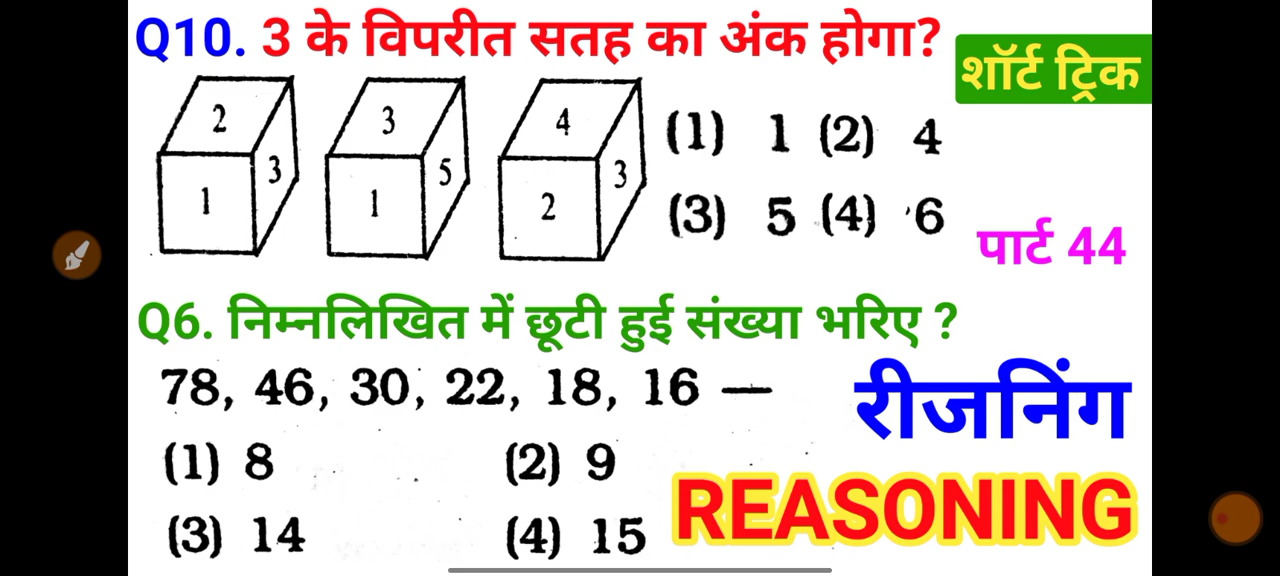 Q10. 3 के विपरीत सतह का अंक होगा?
शॉर्ट ट्रिक
2 3 4
3 5 3
1 1 2
(1) 1 (2) 4
(3) 5 (4) 6
पार्ट 44
Q6. निम्नलिखित में छूटी हुई संख्या भरिए ?
78, 46, 30, 22, 18, 16 —
रीजनिंग
(1) 8 (2) 9
(3) 14 (4) 15
REASONING